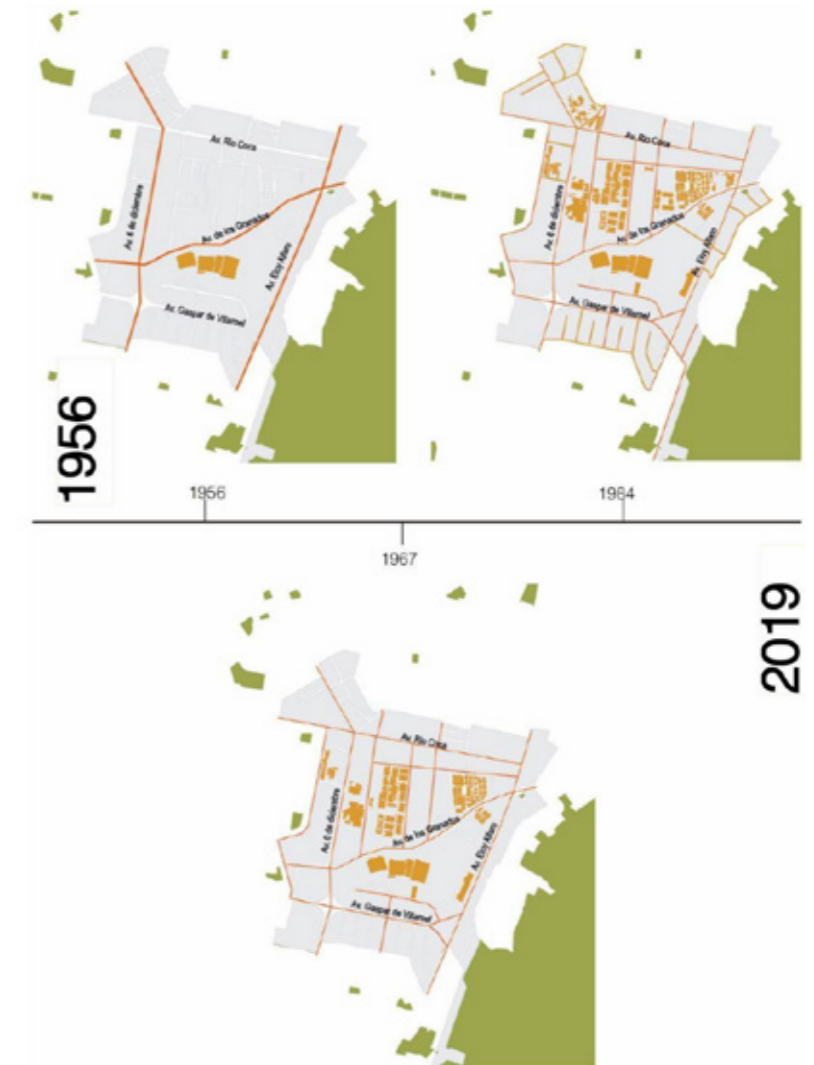 Av. Río Coca
Av. 6 de diciembre
Av. de los Granados
Av. Eloy Alfaro
Av. Gaspar de Villarroel
1956
Av. Río Coca
Av. 6 de diciembre
Av. de los Granados
Av. Eloy Alfaro
Av. Gaspar de Villarroel
1956
1984
1967
2019
Av. Río Coca
Av. 6 de diciembre
Av. de los Granados
Av. Eloy Alfaro
Av. Gaspar de Villarroel